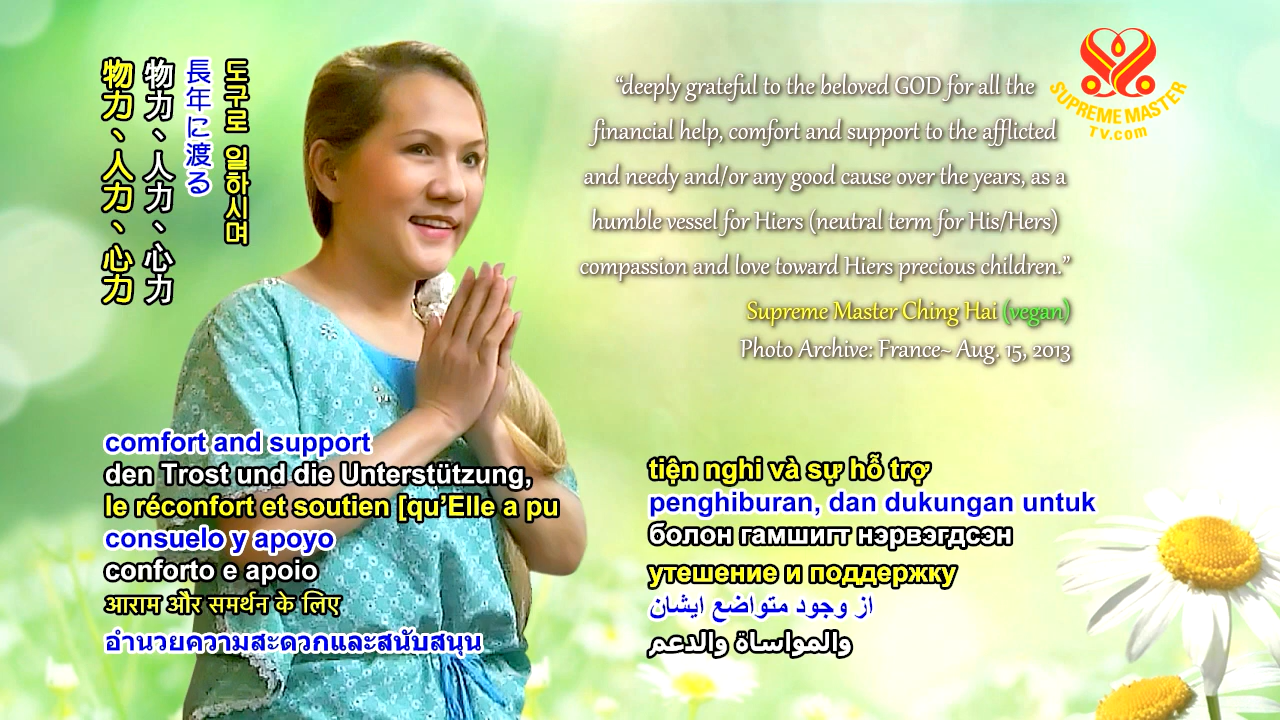 物力、人力、心力
物力、人力、心力
長年に渡る
도구로 일하시며
“deeply grateful to the beloved GOD for all the
financial help, comfort and support to the afflicted
and needy and/or any good cause over the years, as a
humble vessel for Hiers (neutral term for His/Hers)
compassion and love toward Hiers precious children.”
Supreme Master Ching Hai (vegan)
Photo Archive: France~ Aug. 15, 2013
SUPREME MASTER
TV.com
comfort and support
den Trost und die Unterstützung,
le réconfort et soutien [qu’Elle a pu
consuelo y apoyo
conforto e apoio
आराम और समर्थन के लिए
อำนวยความสะดวกและสนับสนุน
tiện nghi và sự hỗ trợ
penghiburan, dan dukungan untuk
болон гамшигт нэрвэгдсэн
утешение и поддержку
از وجود متواضع ایشان
والمواساة والدعم